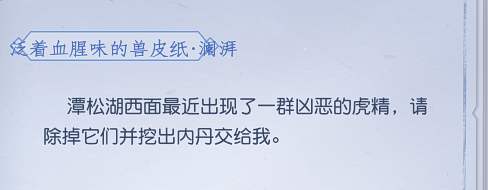 泛着血腥味的兽皮纸·澜湃
潭松湖西面最近出现了一群凶恶的虎精，请
除掉它们并挖出内丹交给我。